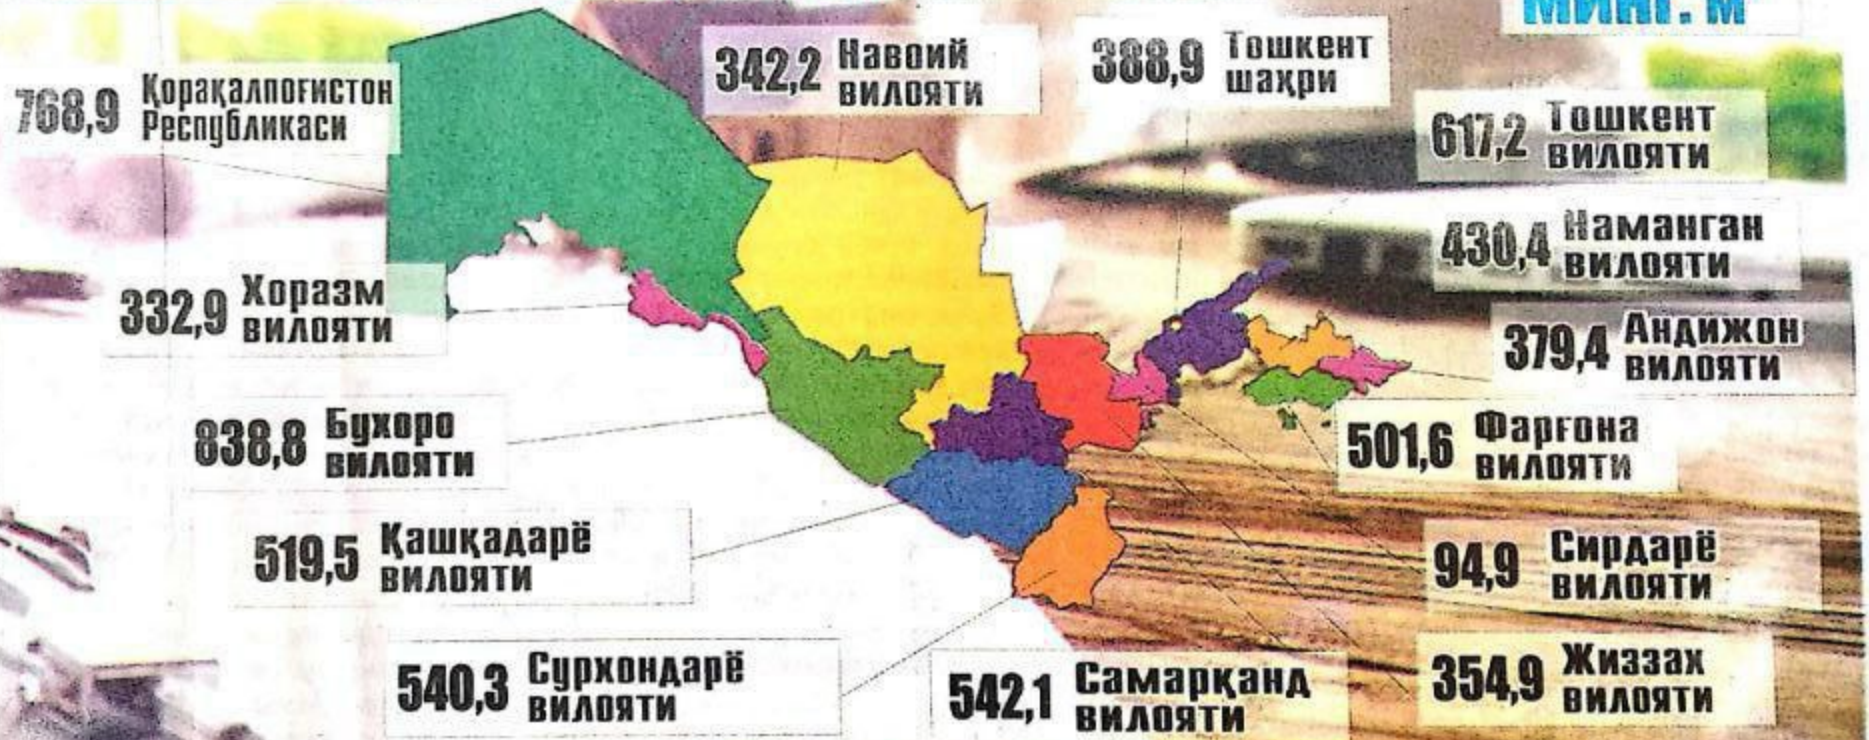 минг. м
342,2 Навоий
вилояти
388,9 Тошкент
шаҳри
768,9 Қорақалпоғистон
Республикаси
617,2 Тошкент
вилояти
430,4 Наманган
вилояти
332,9 Хоразм
вилояти
379,4 Андижон
вилояти
838,8 Бухоро
вилояти
501,6 Фарғона
вилояти
519,5 Қашқадарё
вилояти
94,9 Сирдарё
вилояти
540,3 Сурхондарё
вилояти
542,1 Самарқанд
вилояти
354,9 Жиззах
вилояти